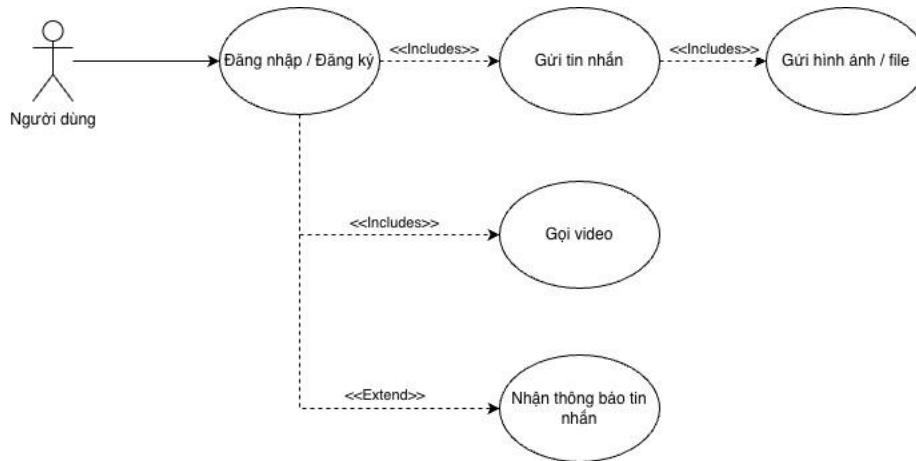 <<Includes>>
<<Includes>>
Đăng nhập / Đăng ký
Gửi tin nhắn
Gửi hình ảnh / file
Người dùng
<<Includes>>
Gọi video
<<Extend>>
Nhận thông báo tin
nhắn